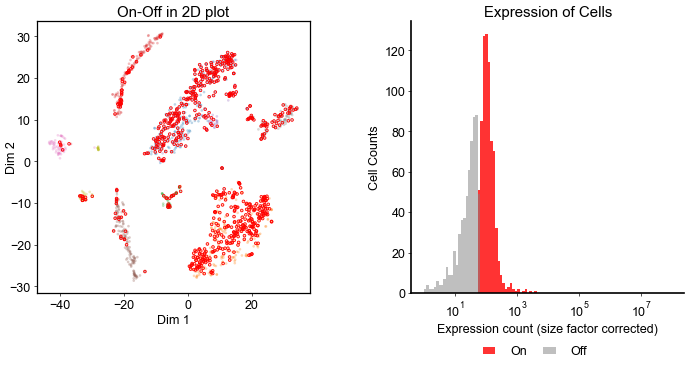 On-Off in 2D plot
30
20
10
0
−10
−20
−30
Dim 2
−40
−20
0
20
Dim 1
Expression of Cells
120
100
80
60
40
20
0
Cell Counts
10^1
10^3
10^5
10^7
Expression count (size factor corrected)
On
Off